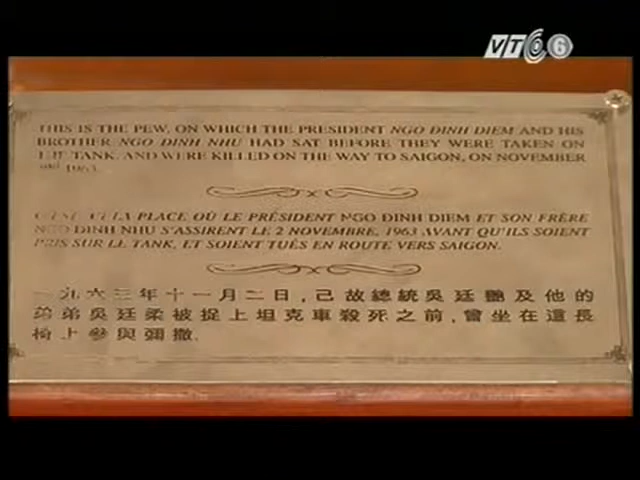 VTC6
THIS IS THE PEW, ON WHICH THE PRESIDENT NGO DINH DIEM AND HIS
BROTHER NGO DINH NHU HAD SAT BEFORE THEY WERE TAKEN ON
THE TANK. AND WERE KILLED ON THE WAY TO SAIGON, ON NOVEMBER
1963.
LA PLACE OÙ LE PRÉSIDENT NGO DINH DIEM ET SON FRÈRE
NGO DINH NHU S'ASSIRENT LE 2 NOVEMBRE, 1963 AVANT QU'ILS SOIENT
PRIS SUR LE TANK, ET SOIENT TUÉS EN ROUTE VERS SAIGON.
一九六三年十一月二日,己故總統吳廷艷及他的
弟弟吳廷柔被捉上坦克車殺死之前,曾坐在這長
椅上參與彌撒.